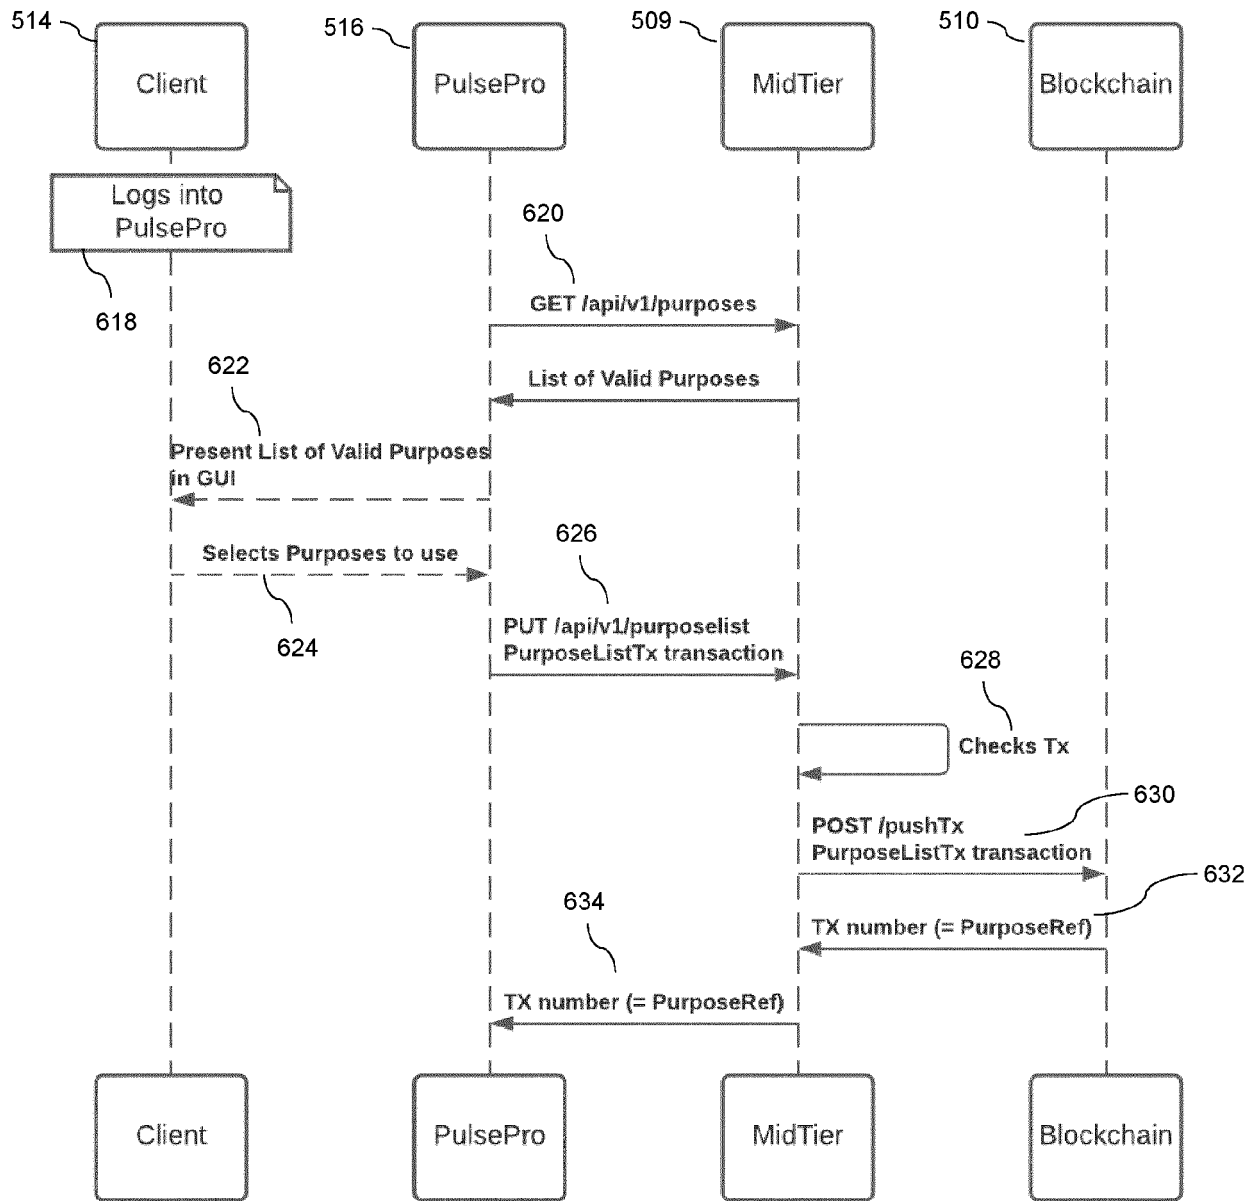 514
516
509
510
Client
PulsePro
MidTier
Blockchain
Logs into
PulsePro
618
620
GET /api/v1/purposes
622
List of Valid Purposes
Present List of Valid Purposes
in GUI
626
Selects Purposes to use
624
PUT /api/v1/purposelist
PurposeListTx transaction
628
Checks Tx
630
POST /pushTx
PurposeListTx transaction
632
634
TX number (= PurposeRef)
TX number (= PurposeRef)
Client
PulsePro
MidTier
Blockchain